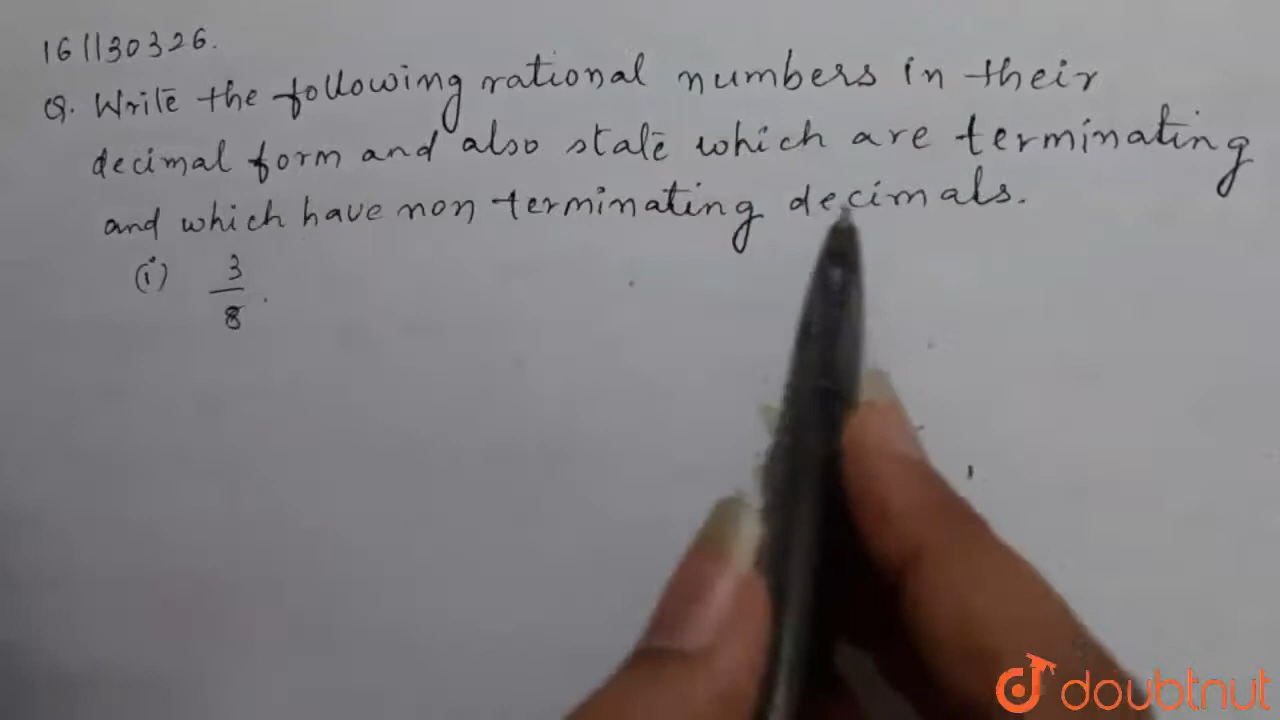 161130326.
Q. Write the following rational numbers in their
decimal form and also state which are terminating
and which have non terminating decimals.
(i) 3/8.
doubtnut